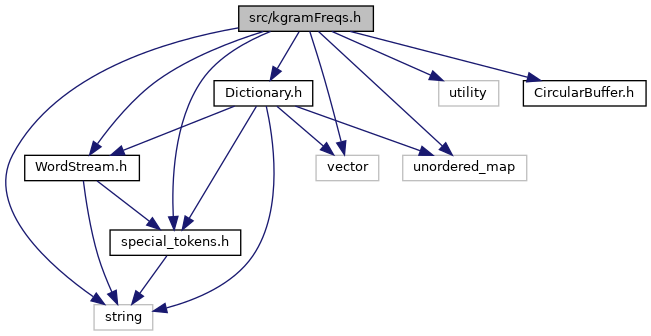 src/kgramFreqs.h
Dictionary.h
utility
CircularBuffer.h
WordStream.h
vector
unordered_map
special_tokens.h
string